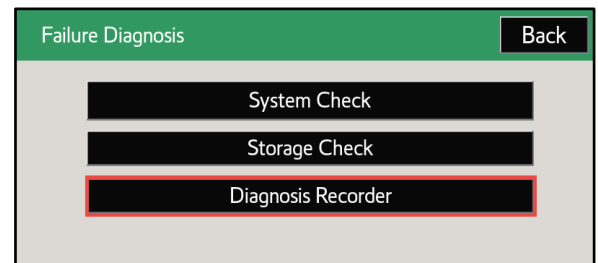 Failure Diagnosis Back
System Check
Storage Check
Diagnosis Recorder